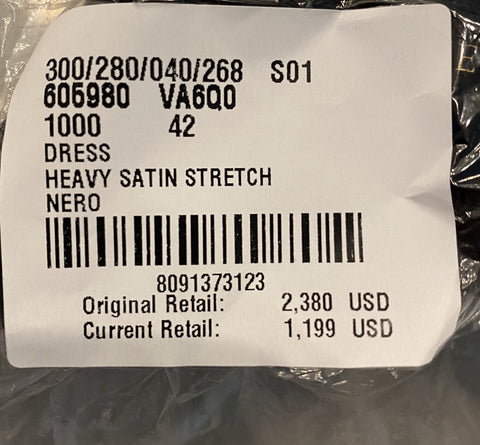 300/280/040/268 S01
605980 VA6Q0
1000 42
DRESS
HEAVY SATIN STRETCH
NERO
8091373123
Original Retail: 2,380 USD
Current Retail: 1,199 USD